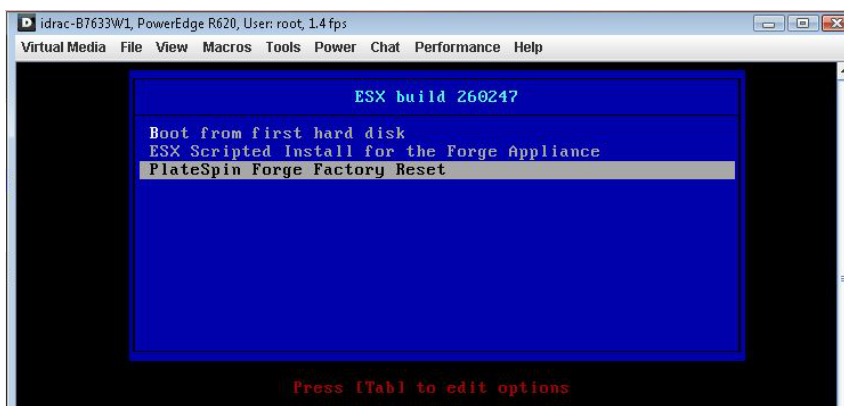 idrac-B7633W1, PowerEdge R620, User: root, 1.4 fps
Virtual Media File View Macros Tools Power Chat Performance Help
ESX build 260247
Boot from first hard disk
ESX Scripted Install for the Forge Appliance
PlateSpin Forge Factory Reset
Press [Tab] to edit options